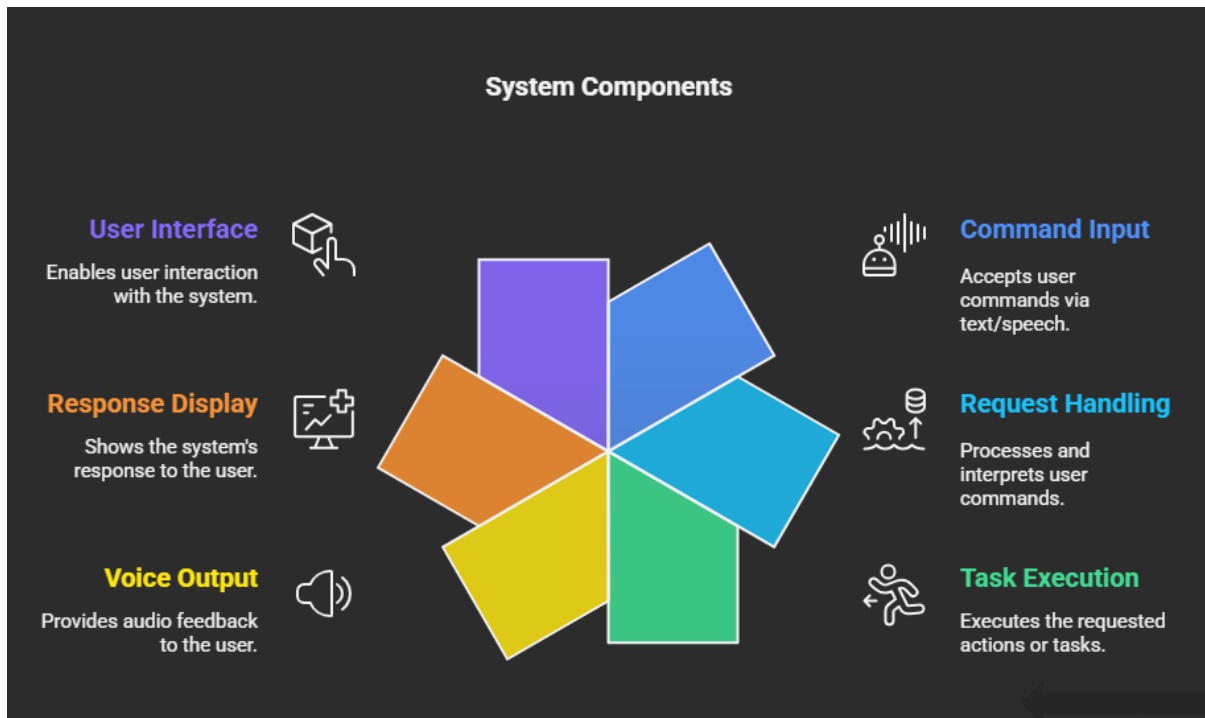 System Components
User Interface
Enables user interaction
with the system.
Response Display
Shows the system's
response to the user.
Voice Output
Provides audio feedback
to the user.
Command Input
Accepts user
commands via
text/speech.
Request Handling
Processes and
interprets user
commands.
Task Execution
Executes the requested
actions or tasks.